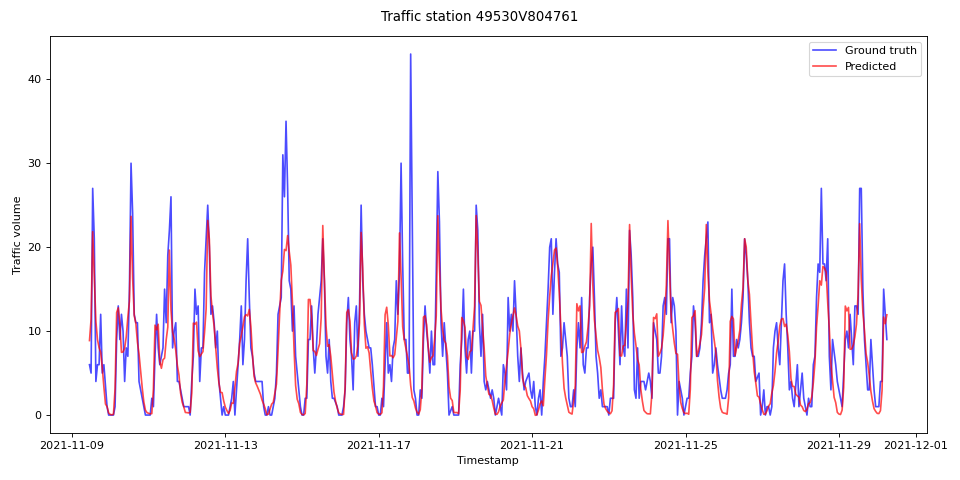 Traffic station 49530V804761
Ground truth
Predicted
Traffic volume
40
30
20
10
0
2021-11-09 2021-11-13 2021-11-17 2021-11-21 2021-11-25 2021-11-29 2021-12-01
Timestamp